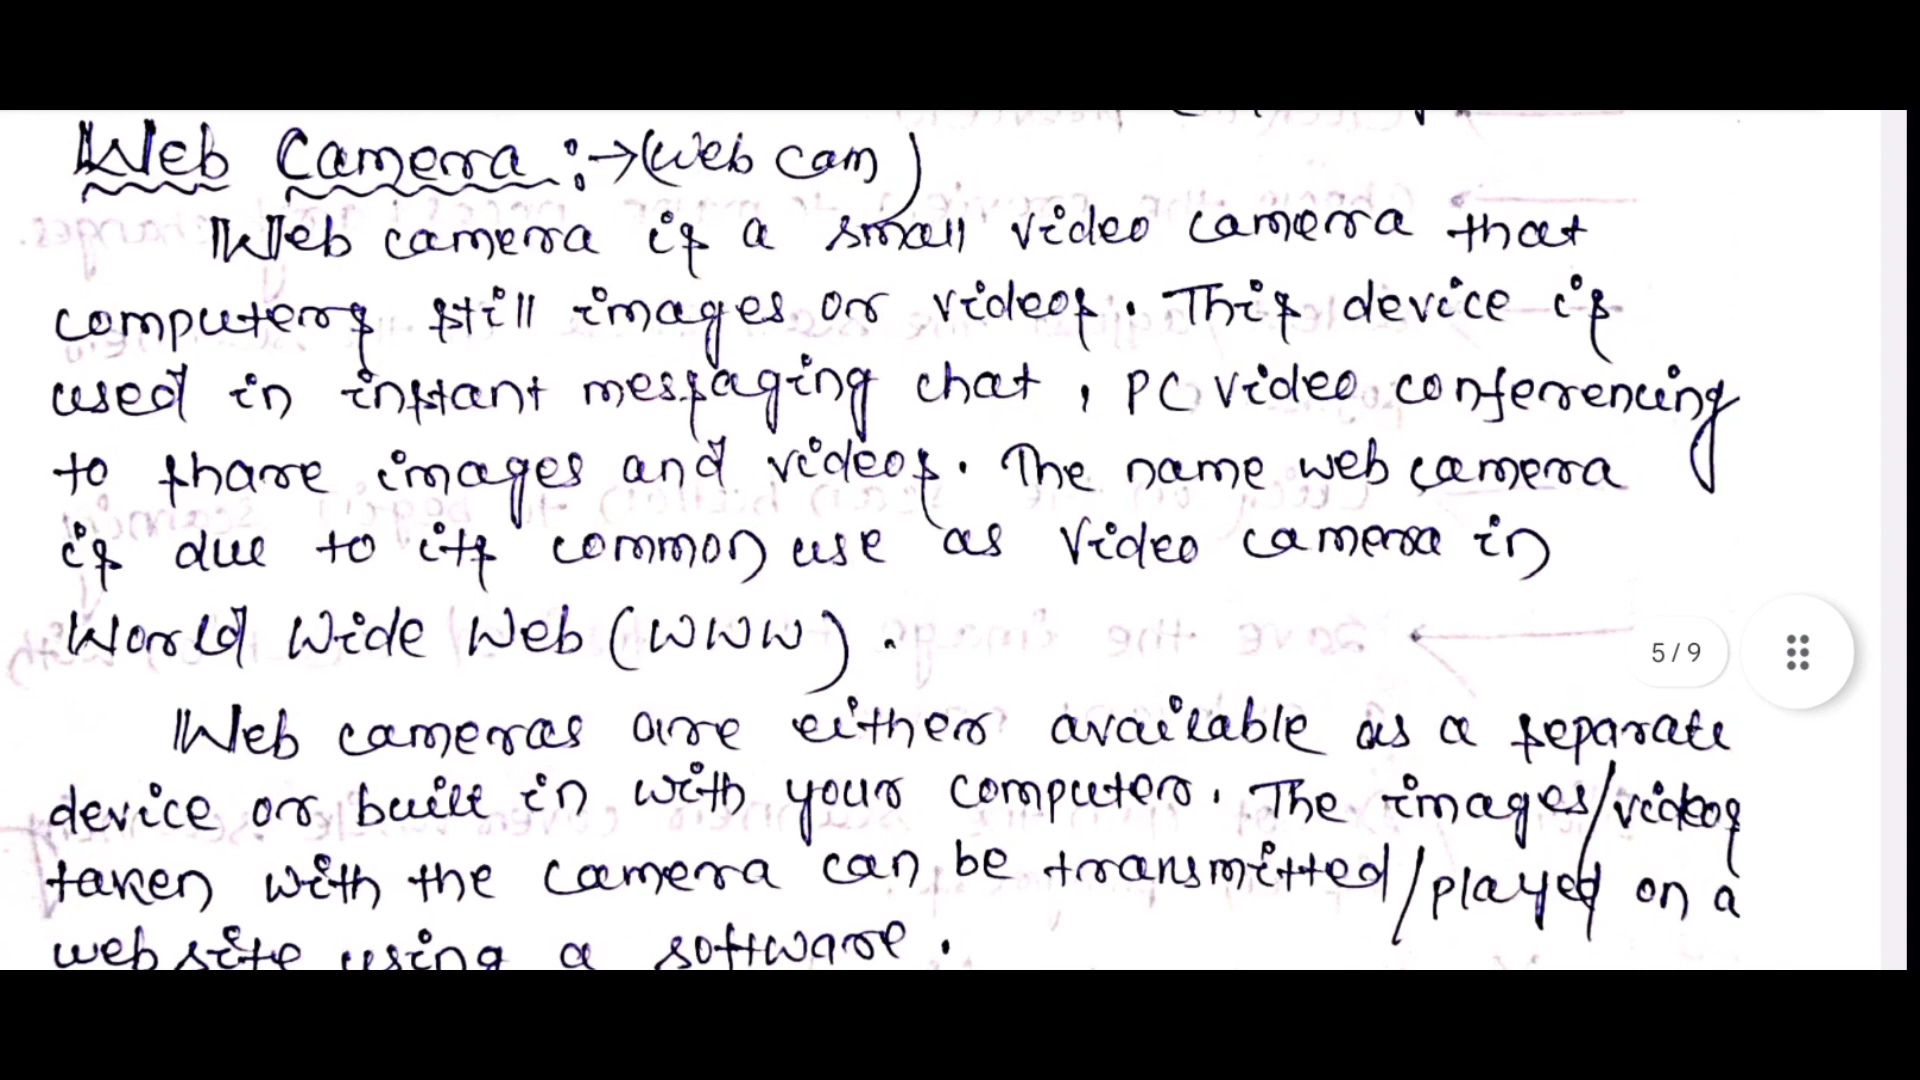 Web Camera :→ (Web cam)
Web camera is a small video camera that
computers still images or videos. This device is
used in instant messaging chat, PC video conferencing
to share images and videos. The name web camera
is due to its common use as Video camera in
World Wide Web (WWW).
5/9
Web cameras are either available as a separate
device or built in with your computer. The images/videos
taken with the camera can be transmitted/played on a
web site using a software.